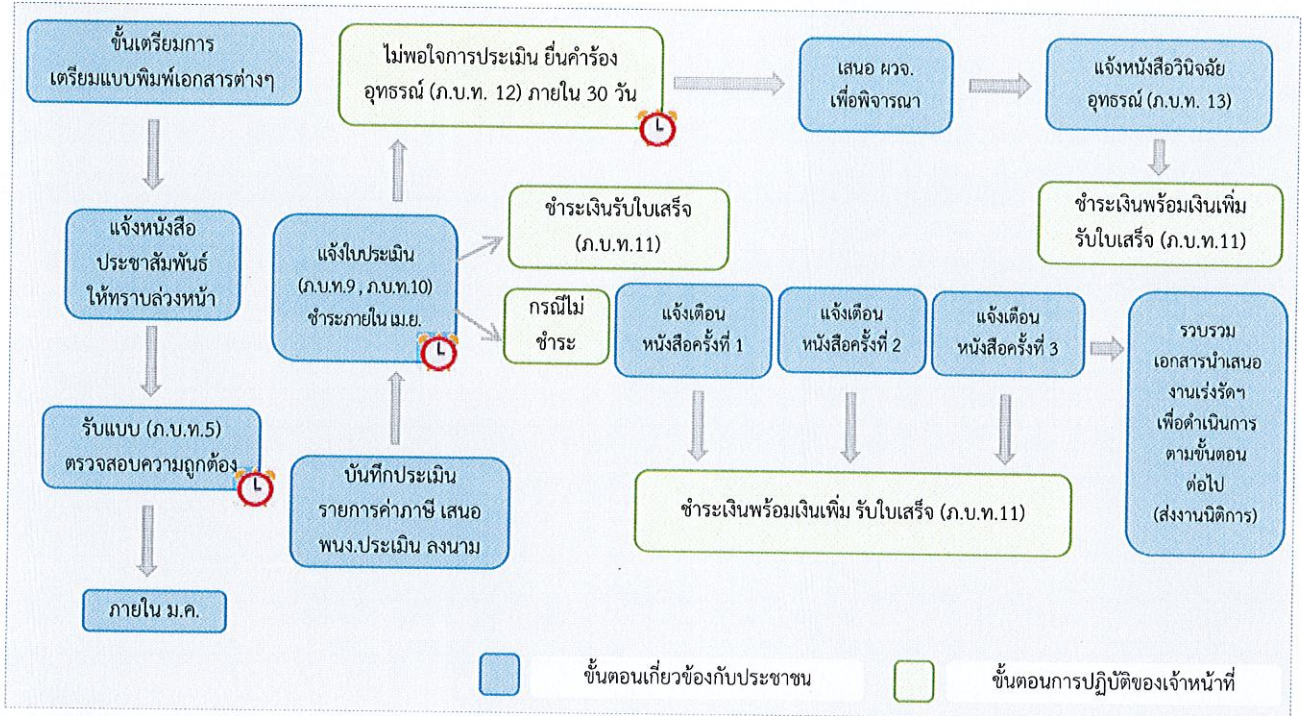 ขั้นเตรียมการ
เตรียมแบบพิมพ์เอกสารต่างๆ
แจ้งหนังสือ
ประชาสัมพันธ์
ให้ทราบล่วงหน้า
รับแบบ (ภ.บ.ท.5)
ตรวจสอบความถูกต้อง
ภายใน ม.ค.
บันทึกประเมิน
รายการค่าภาษี เสนอ
พนง.ประเมิน ลงนาม
แจ้งใบประเมิน
(ภ.บ.ท.9 , ภ.บ.ท.10)
ชำระภายใน เม.ย.
ไม่พอใจการประเมิน ยื่นคำร้อง
อุทธรณ์ (ภ.บ.ท. 12) ภายใน 30 วัน
เสนอ ผวจ.
เพื่อพิจารณา
แจ้งหนังสือวินิจฉัย
อุทธรณ์ (ภ.บ.ท. 13)
ชำระเงินพร้อมเงินเพิ่ม
รับใบเสร็จ (ภ.บ.ท.11)
ชำระเงินรับใบเสร็จ
(ภ.บ.ท.11)
กรณีไม่
ชำระ
แจ้งเตือน
หนังสือครั้งที่ 1
แจ้งเตือน
หนังสือครั้งที่ 2
แจ้งเตือน
หนังสือครั้งที่ 3
รวบรวม
เอกสารนำเสนอ
งานเร่งรัดฯ
เพื่อดำเนินการ
ตามขั้นตอน
ต่อไป
(ส่งงานนิติการ)
ชำระเงินพร้อมเงินเพิ่ม รับใบเสร็จ (ภ.บ.ท.11)
ขั้นตอนเกี่ยวข้องกับประชาชน
ขั้นตอนการปฏิบัติของเจ้าหน้าที่